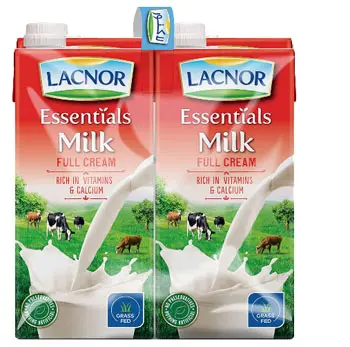 LACNOR
Essentials
Milk
FULL CREAM
RICH IN VITAMINS
& CALCIUM
GRASS
FED
LACNOR
Essentials
Milk
FULL CREAM
RICH IN VITAMINS
& CALCIUM
GRASS
FED